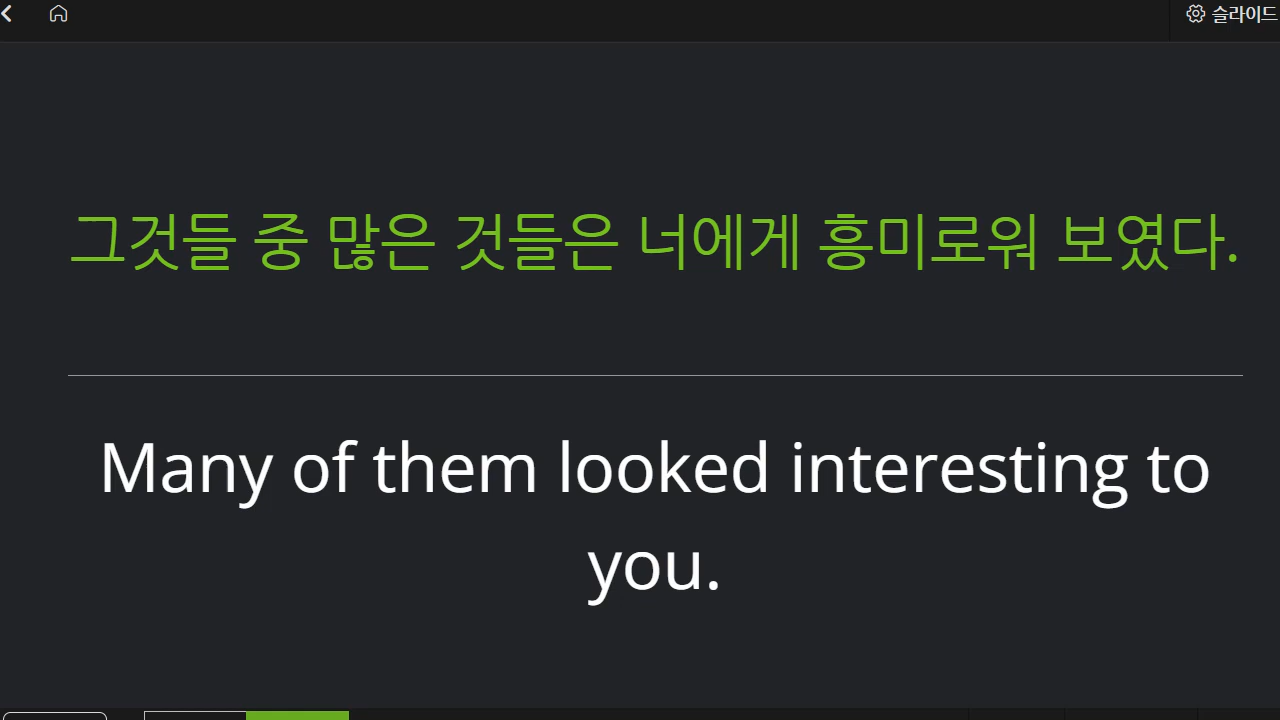 슬라이드
그것들 중 많은 것들은 너에게 흥미로워 보였다.
Many of them looked interesting to
you.